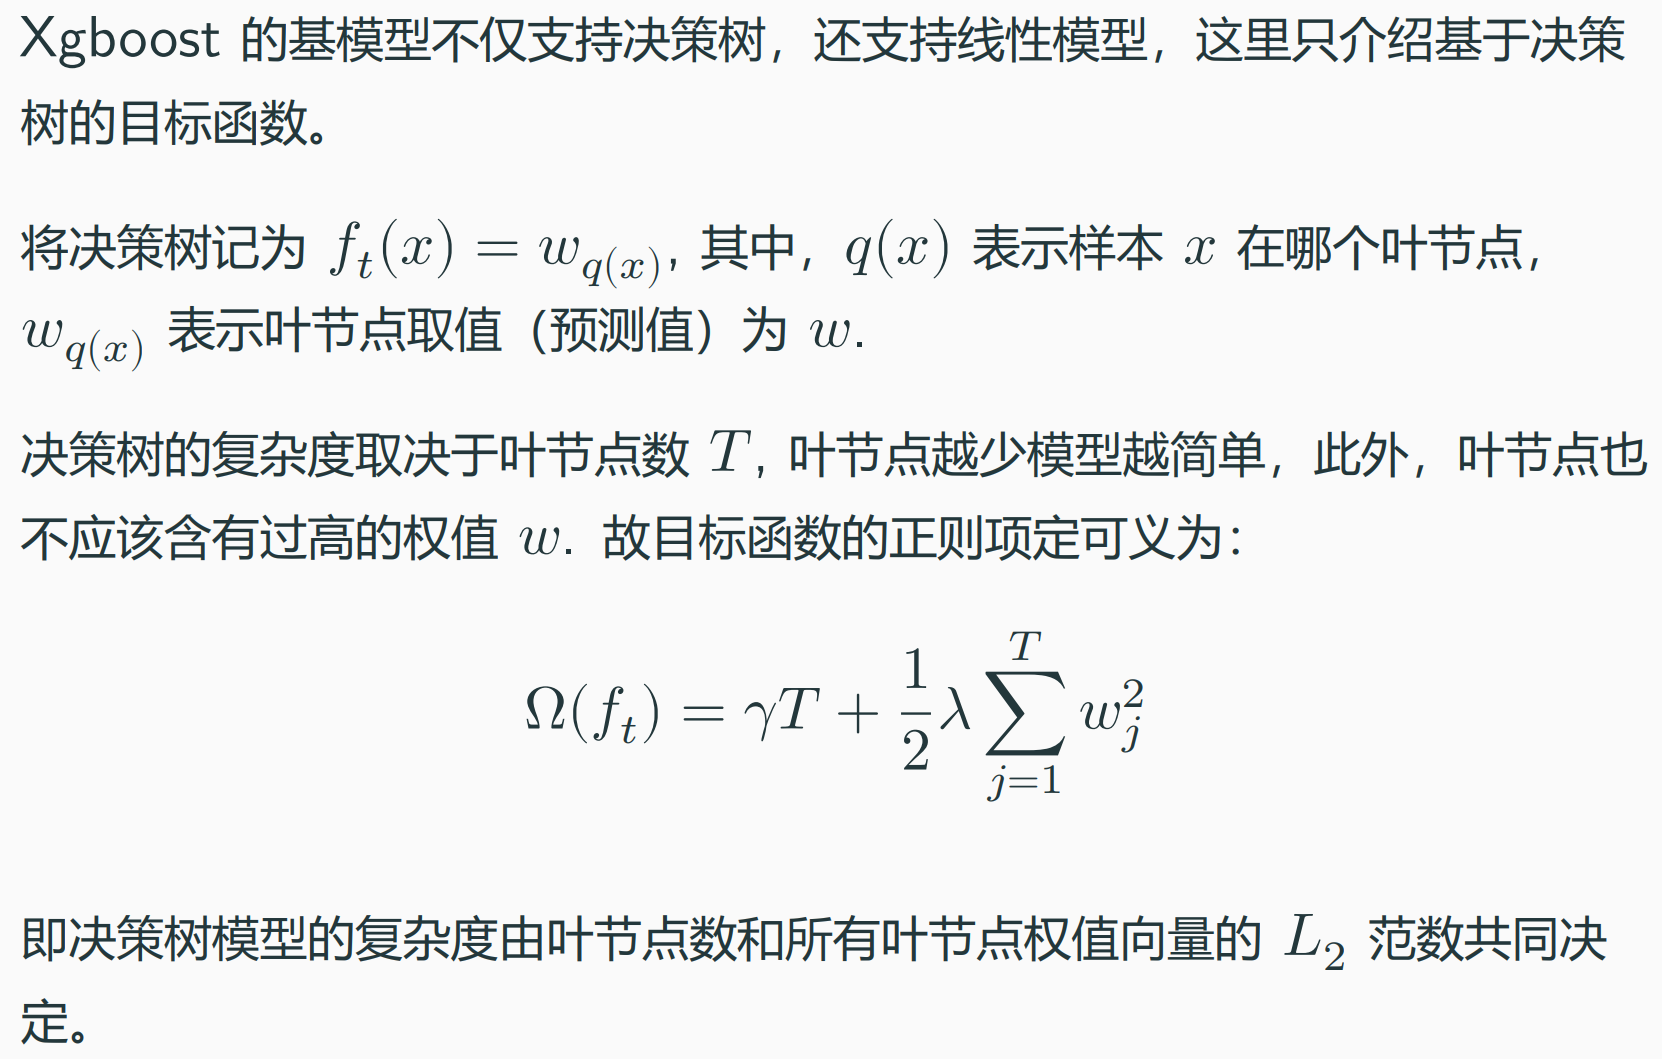 Xgboost 的基模型不仅支持决策树，还支持线性模型，这里只介绍基于决策
树的目标函数。
将决策树记为 $f_t(x) = w_{q(x)}$, 其中，$q(x)$ 表示样本 $x$ 在哪个叶节点，
$w_{q(x)}$ 表示叶节点取值（预测值）为 $w$.
决策树的复杂度取决于叶节点数 $T$, 叶节点越少模型越简单，此外，叶节点也
不应该含有过高的权值 $w$. 故目标函数的正则项定可义为：
$\Omega(f_t) = \gamma T + \frac{1}{2}\lambda \sum_{j=1}^{T} w_j^2$
即决策树模型的复杂度由叶节点数和所有叶节点权值向量的 $L_2$ 范数共同决
定。